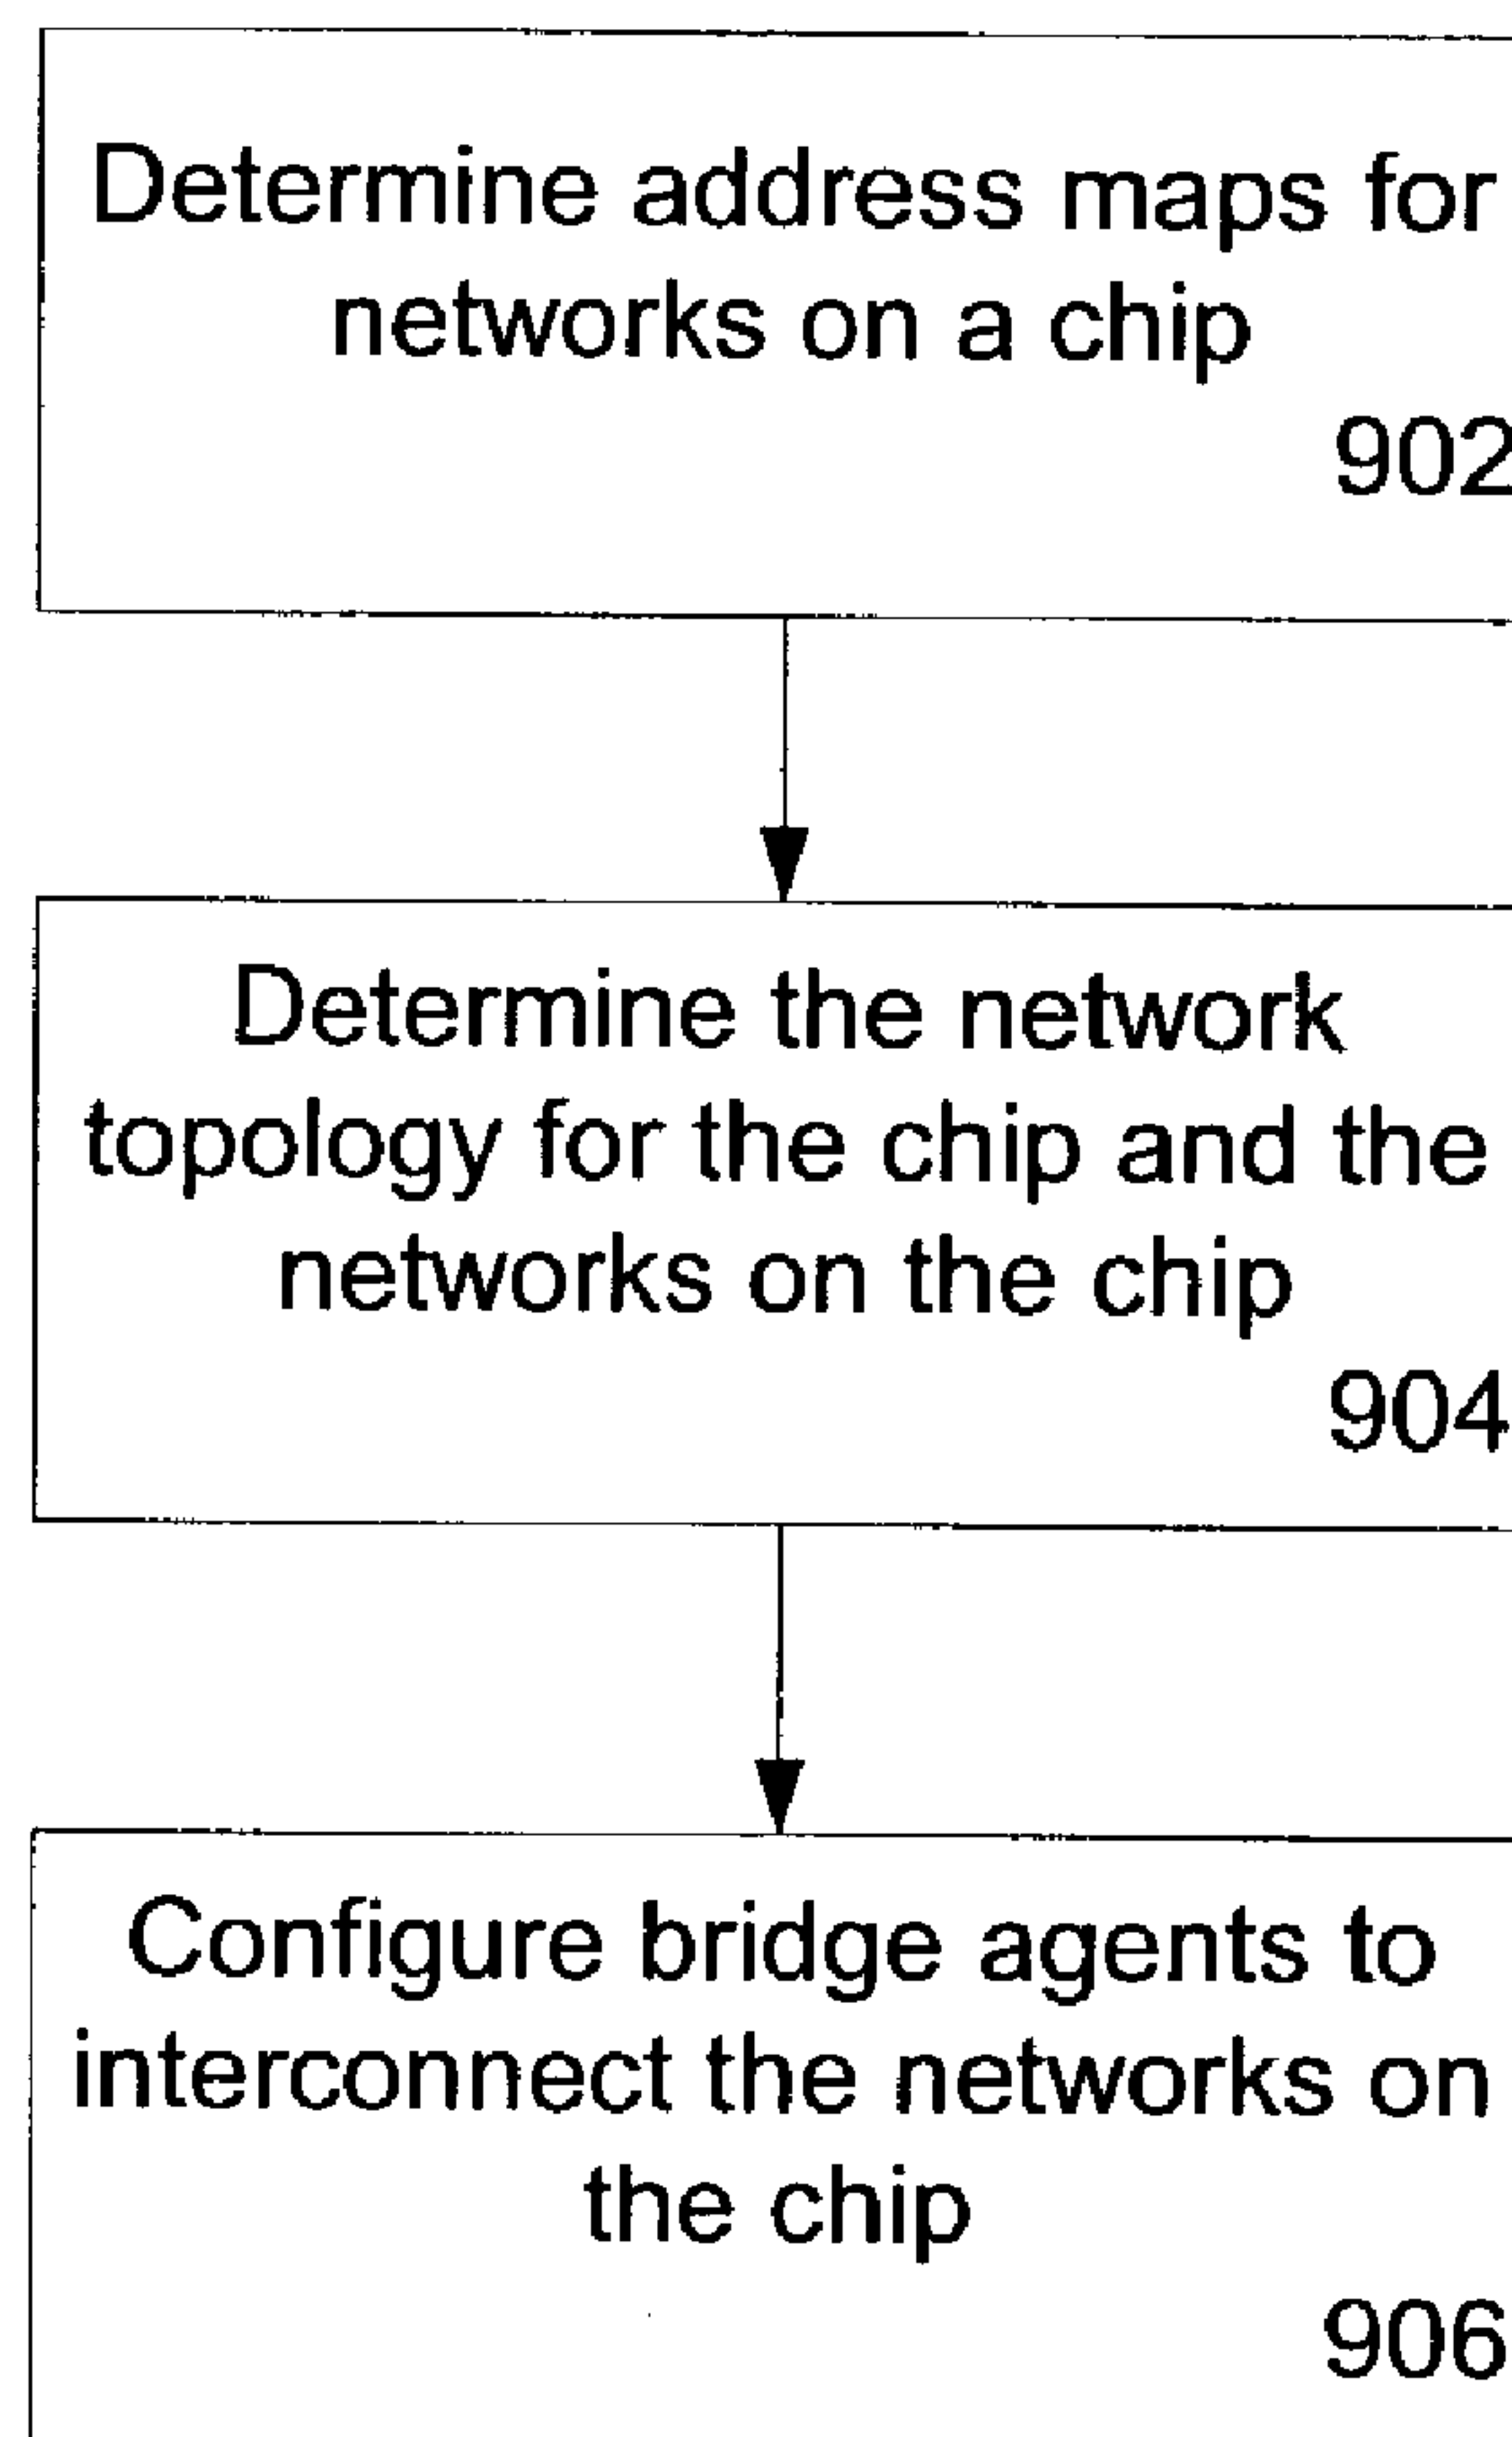 Determine address maps for
networks on a chip
902
Determine the network
topology for the chip and the
networks on the chip
904
Configure bridge agents to
interconnect the networks on
the chip
906